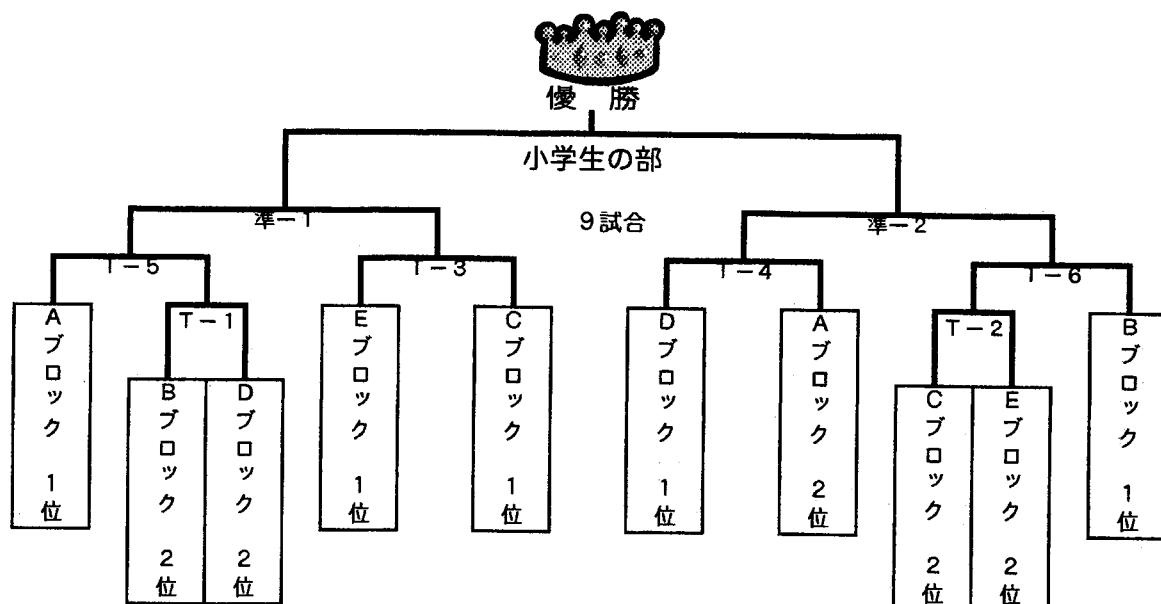 優 勝
小学生の部
準－1
9試合
準－2
T－5
T－3
T－4
T－6
T－1
T－2
Aブロック 1位
Bブロック 2位
Dブロック 2位
Eブロック 1位
Cブロック 1位
Dブロック 1位
Aブロック 2位
Cブロック 2位
Eブロック 2位
Bブロック 1位